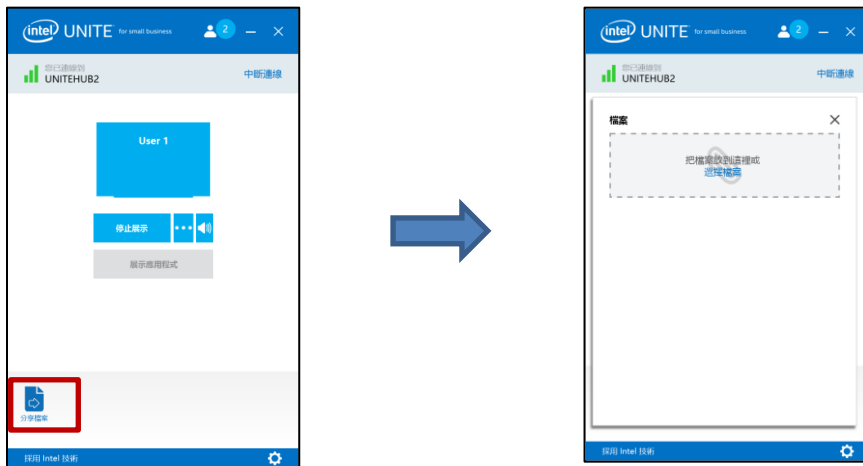 intel UNITE for small business 2
您已連線到
UNITEHUB2
中斷連線
User 1
停止展示
展示應用程式
分享檔案
採用 Intel 技術
intel UNITE for small business 2
您已連線到
UNITEHUB2
中斷連線
檔案
把檔案放到這裡或
選擇檔案
採用 Intel 技術